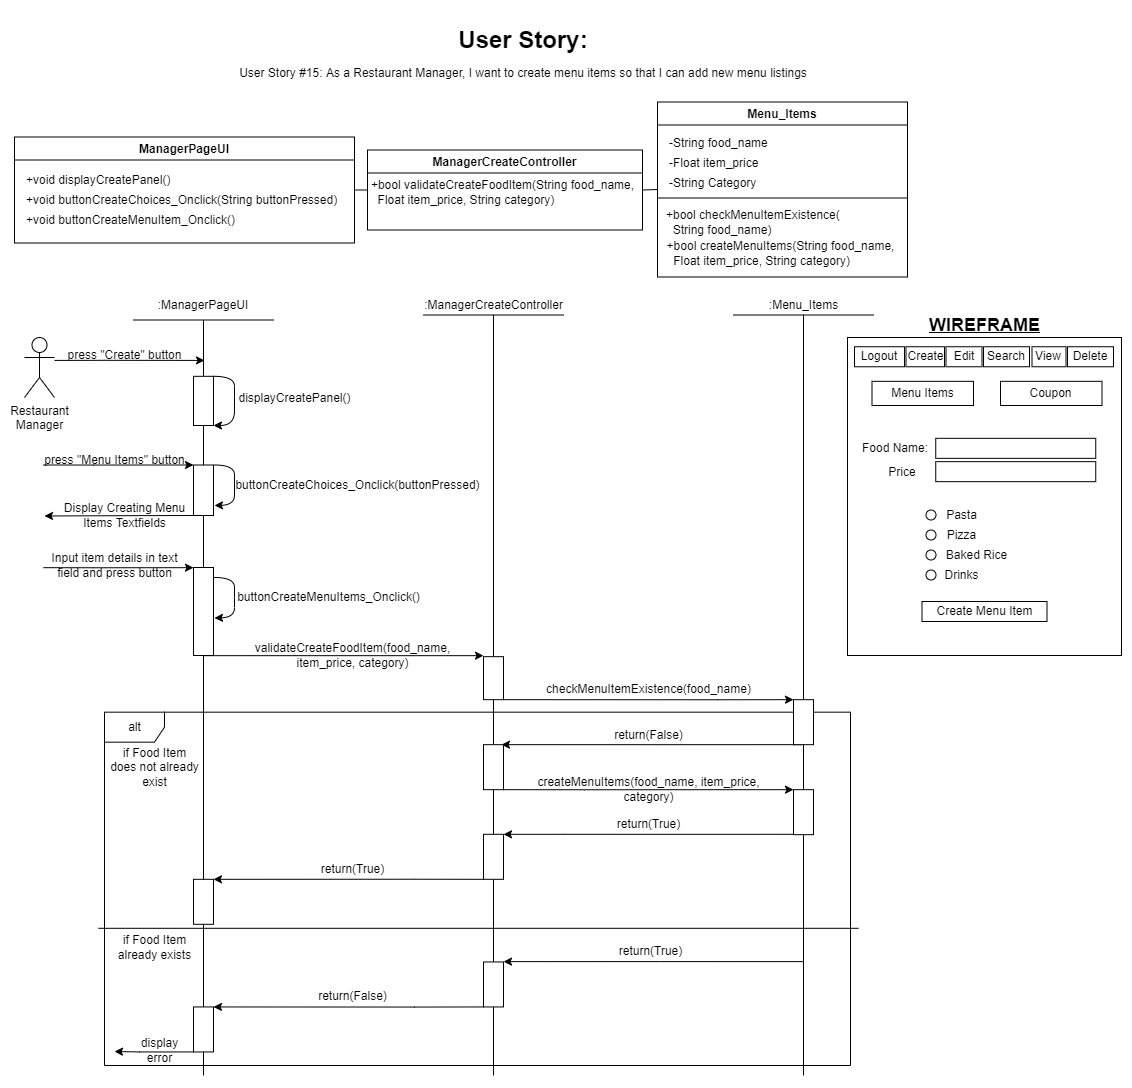 User Story:
User Story #15: As a Restaurant Manager, I want to create menu items so that I can add new menu listings
ManagerPageUI
+void displayCreatePanel()
+void buttonCreateChoices_Onclick(String buttonPressed)
+void buttonCreateMenuItem_Onclick()
ManagerCreateController
+bool validateCreateFoodItem(String food_name,
Float item_price, String category)
Menu_Items
-String food_name
-Float item_price
-String Category
+bool checkMenuItemExistence(
String food_name)
+bool createMenuItems(String food_name,
Float item_price, String category)
:ManagerPageUI
:ManagerCreateController
:Menu_Items
Restaurant
Manager
press "Create" button
displayCreatePanel()
press "Menu Items" button
buttonCreateChoices_Onclick(buttonPressed)
Display Creating Menu
Items Textfields
Input item details in text
field and press button
buttonCreateMenuItems_Onclick()
validateCreateFoodItem(food_name,
item_price, category)
checkMenuItemExistence(food_name)
alt
if Food Item
does not already
exist
return(False)
createMenuItems(food_name, item_price,
category)
return(True)
return(True)
if Food Item
already exists
return(True)
return(False)
display
error
WIREFRAME
Logout Create Edit Search View Delete
Menu Items Coupon
Food Name:
Price
Pasta
Pizza
Baked Rice
Drinks
Create Menu Item